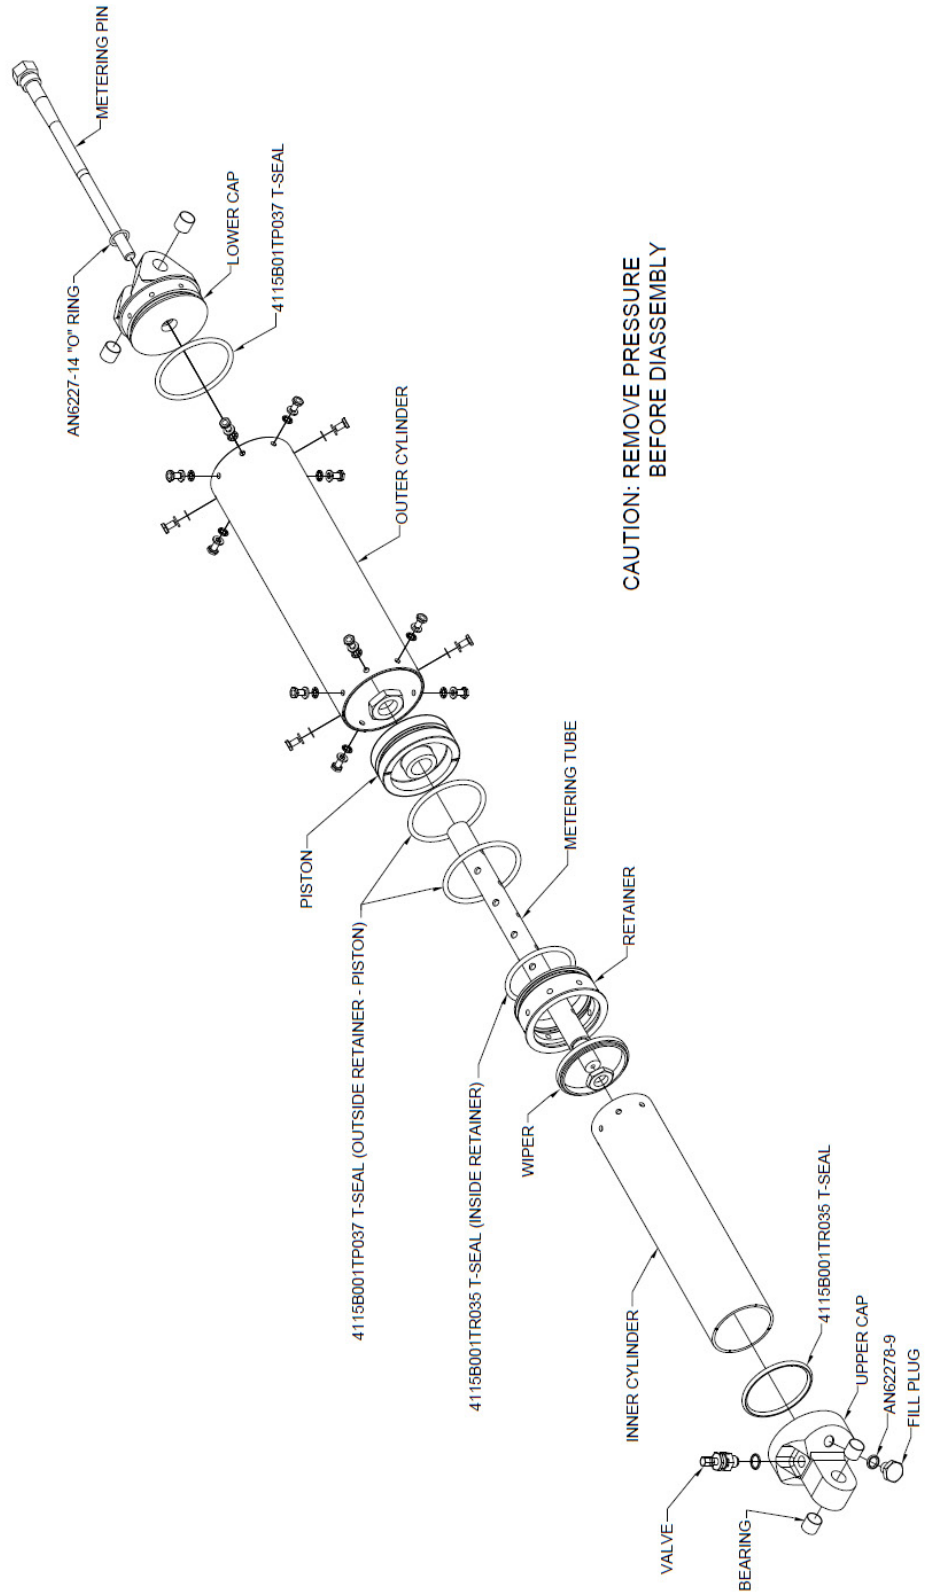 METERING PIN
AN6227-14 "O" RING
LOWER CAP
4115B01TP037 T-SEAL
OUTER CYLINDER
CAUTION: REMOVE PRESSURE
BEFORE DIASSEMBLY
PISTON
4115B001TP037 T-SEAL (OUTSIDE RETAINER - PISTON)
METERING TUBE
RETAINER
4115B001TR035 T-SEAL (INSIDE RETAINER)
WIPER
INNER CYLINDER
4115B001TR035 T-SEAL
UPPER CAP
AN62278-9
FILL PLUG
VALVE
BEARING